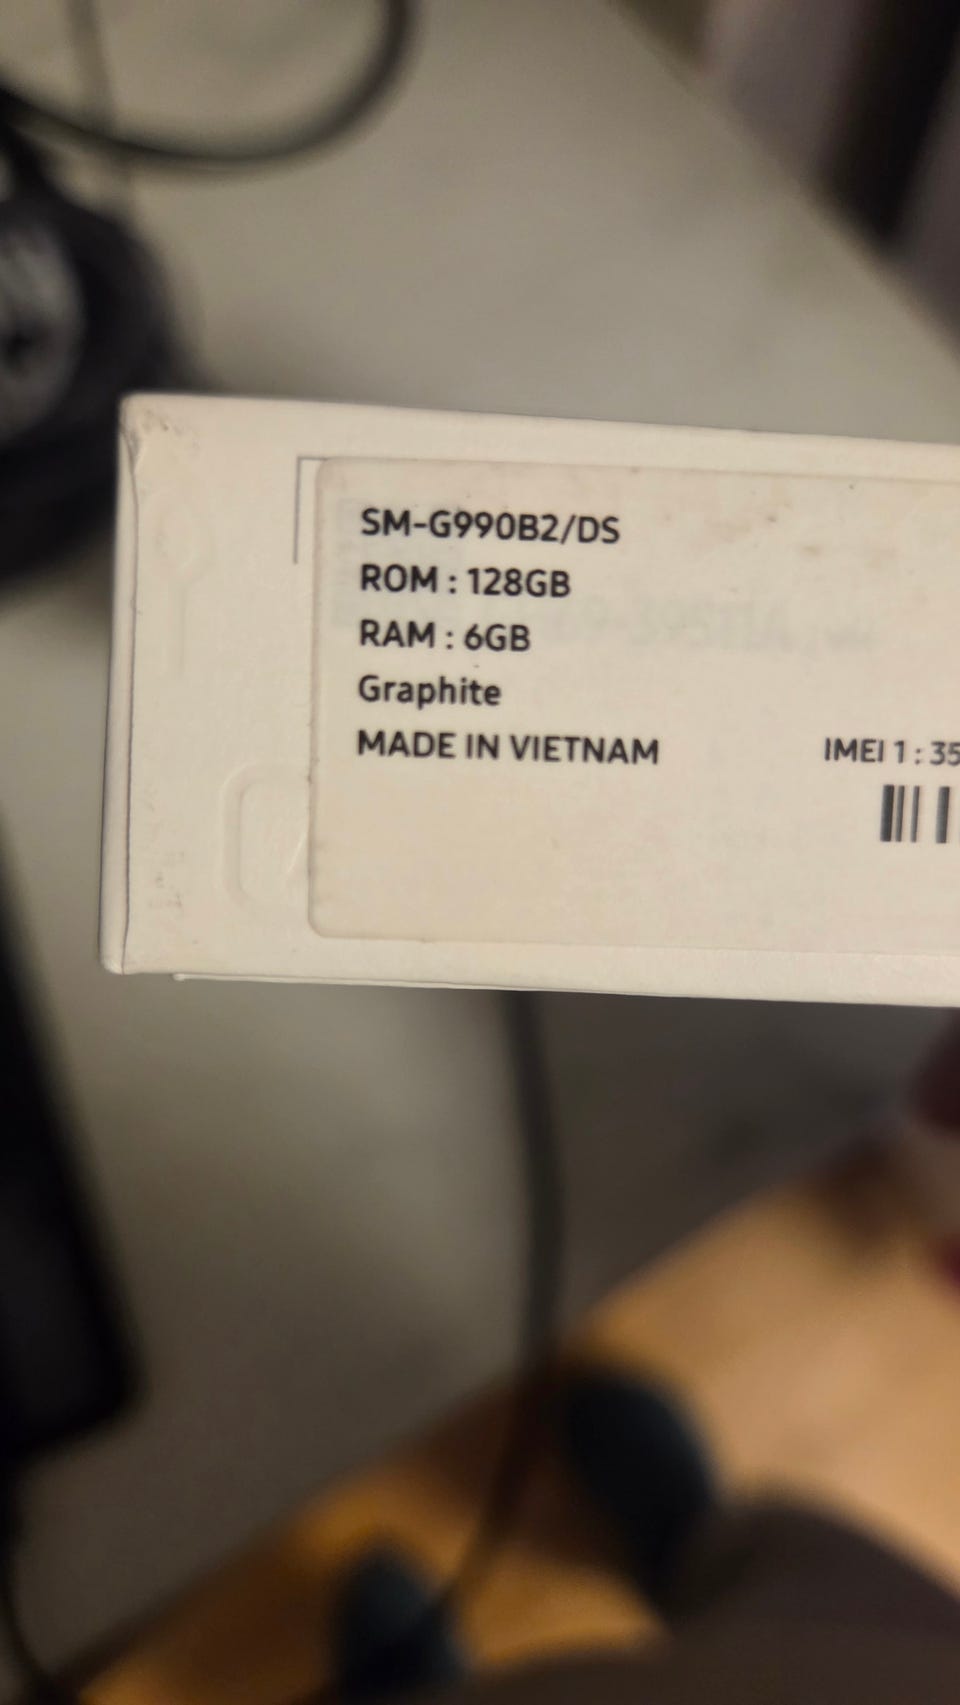 SM-G990B2/DS
ROM : 128GB
RAM : 6GB
Graphite
MADE IN VIETNAM
IMEI 1 : 35